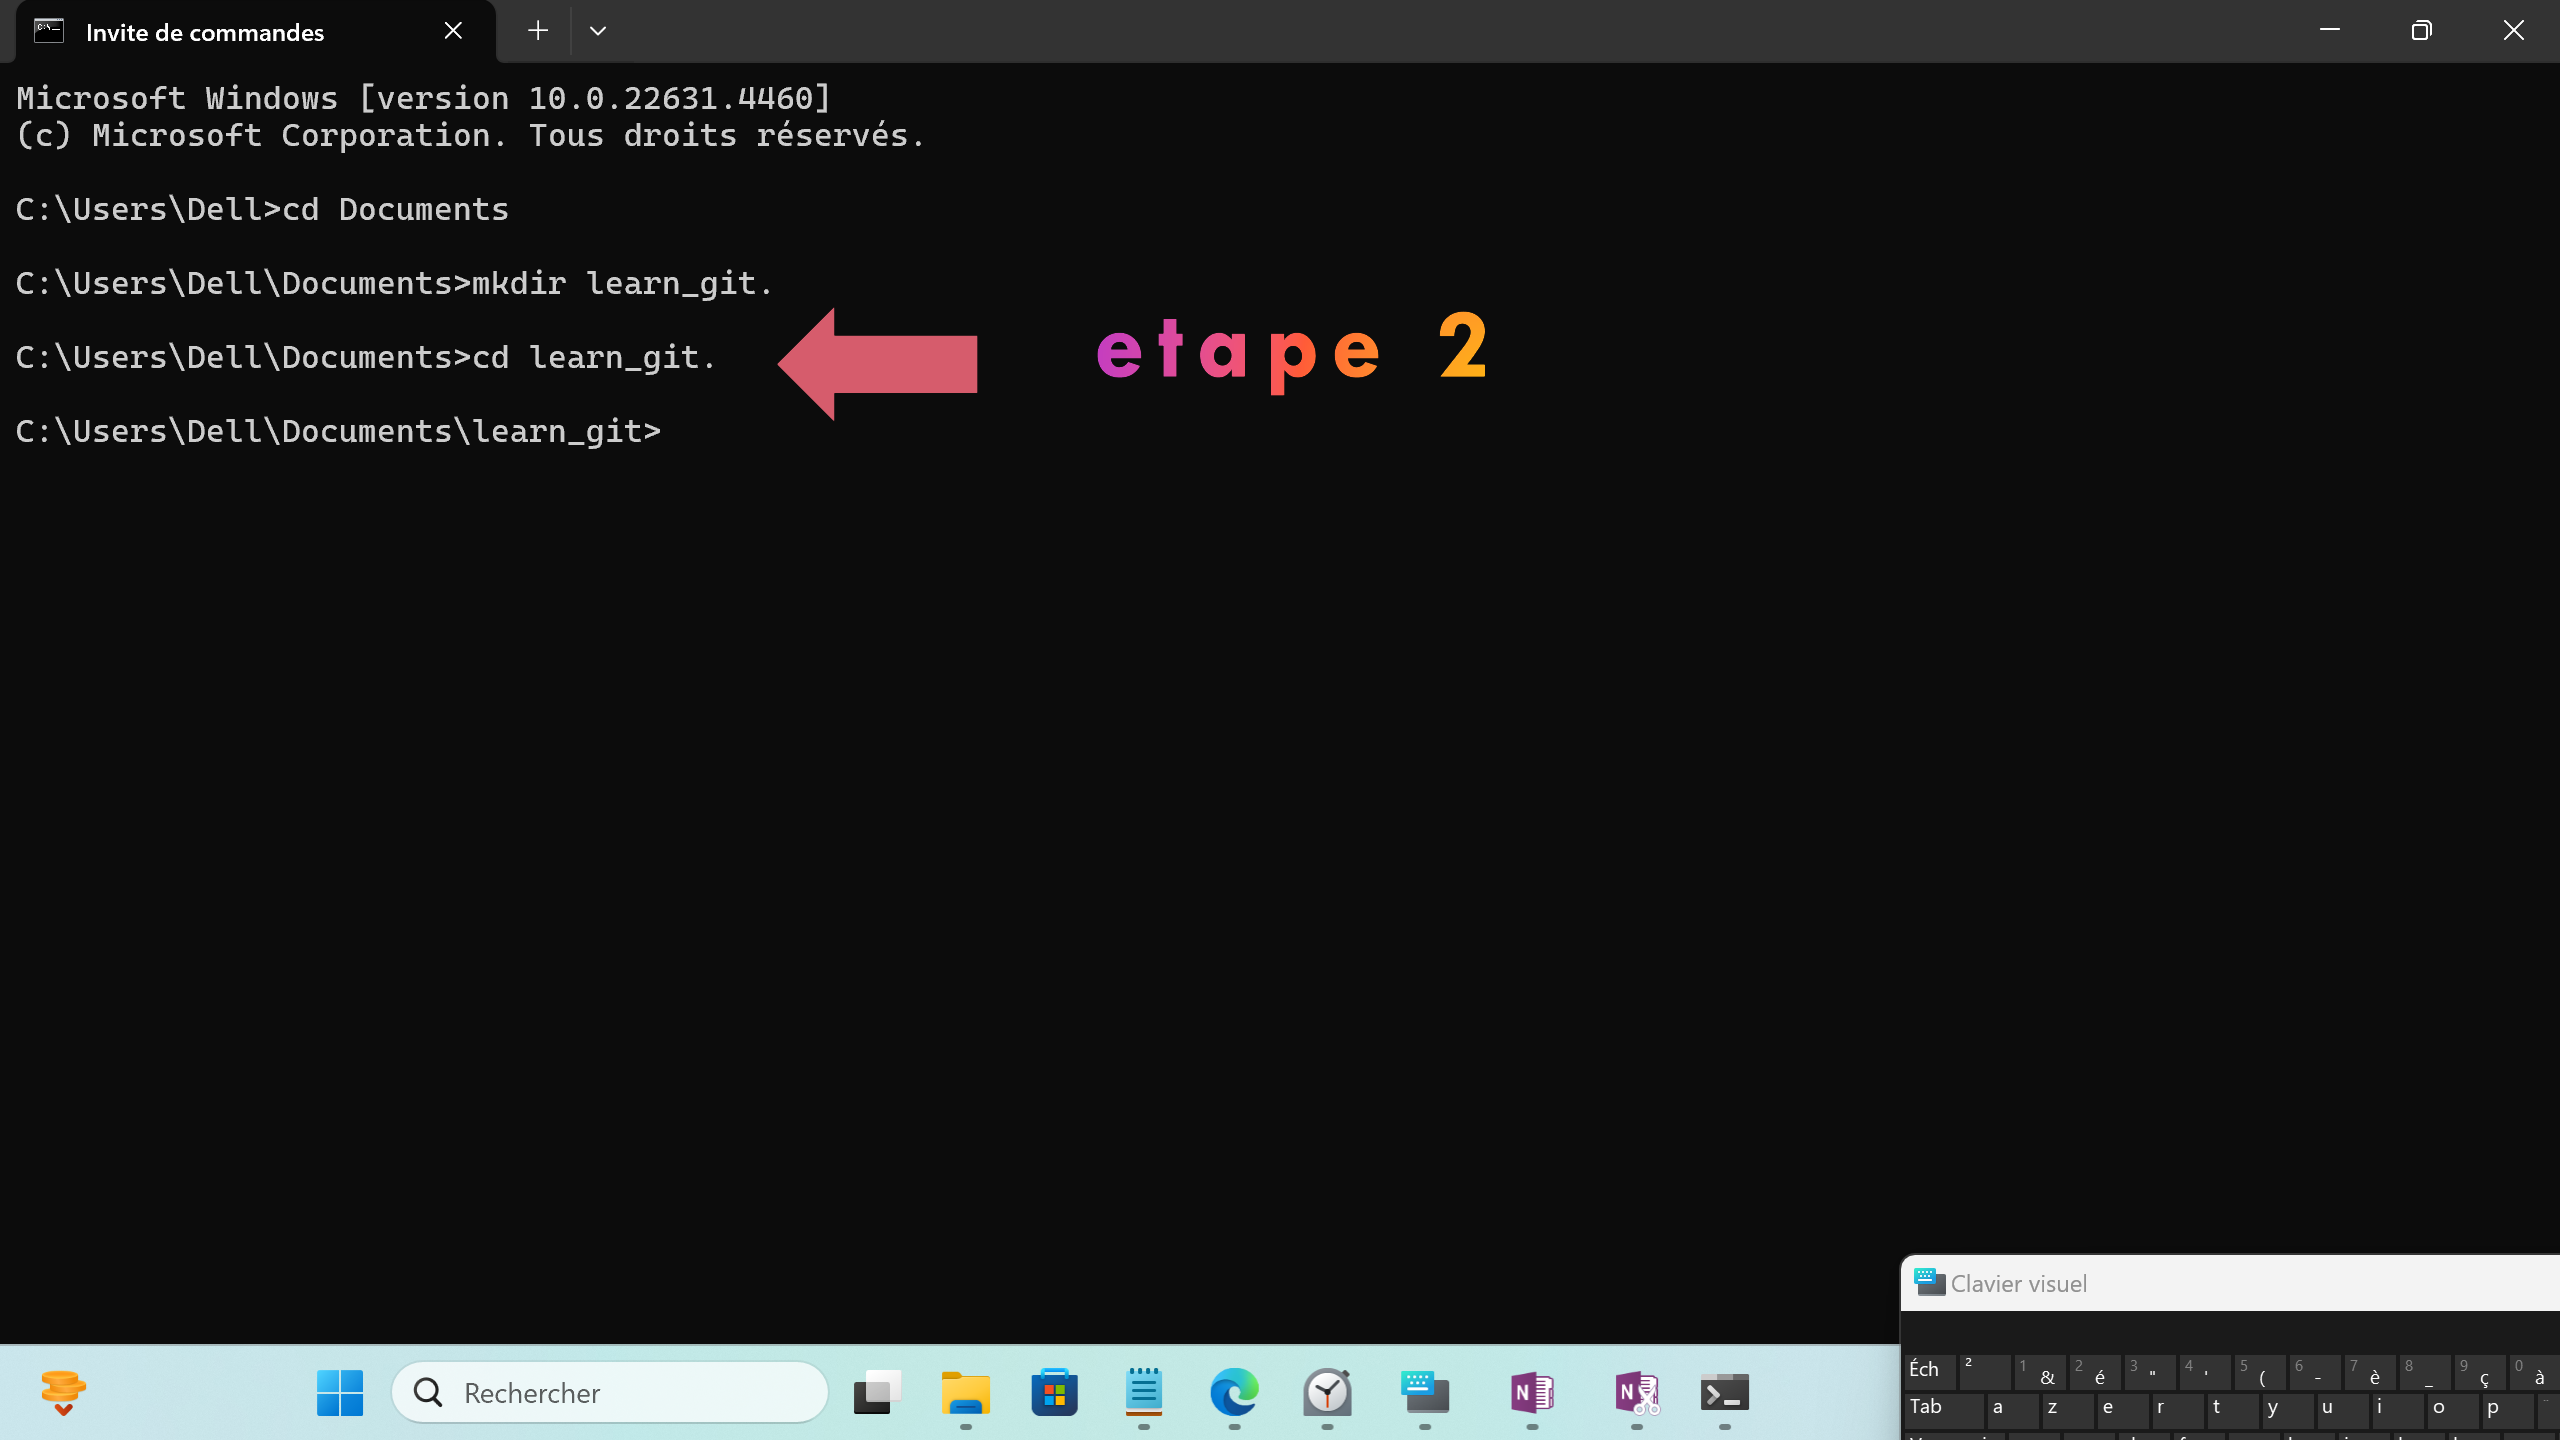 Invite de commandes
Microsoft Windows [version 10.0.22631.4460]
(c) Microsoft Corporation. Tous droits réservés.
C:\Users\Dell>cd Documents
C:\Users\Dell\Documents>mkdir learn_git.
C:\Users\Dell\Documents>cd learn_git.
etape 2
C:\Users\Dell\Documents\learn_git>
Clavier visuel
Éch ² 1 & 2 é 3 " 4 ' 5 ( 6 - 7 è 8 _ 9 ç 0 à
Tab a z e r t y u i o p
Rechercher